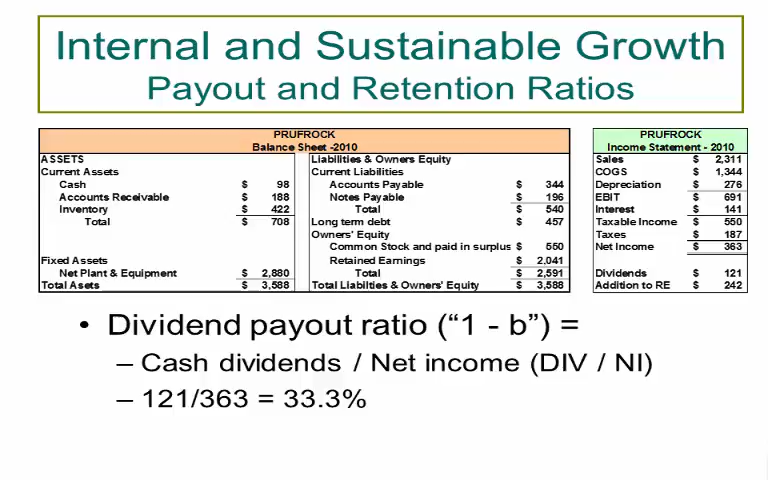 Internal and Sustainable Growth
Payout and Retention Ratios
PRUFROCK
Balance Sheet -2010
ASSETS Liabilities & Owners Equity
Current Assets Current Liabilities
Cash $ 98 Accounts Payable $ 344
Accounts Receivable $ 188 Notes Payable $ 196
Inventory $ 422 Total $ 540
Total $ 708 Long term debt $ 457
Owners' Equity
Common Stock and paid in surplus $ 550
Fixed Assets Retained Earnings $ 2,041
Net Plant & Equipment $ 2,880 Total $ 2,591
Total Asets $ 3,588 Total Liabilties & Owners' Equity $ 3,588
PRUFROCK
Income Statement - 2010
Sales $ 2,311
COGS $ 1,344
Depreciation $ 276
EBIT $ 691
Interest $ 141
Taxable Income $ 550
Taxes $ 187
Net Income $ 363
Dividends $ 121
Addition to RE $ 242
• Dividend payout ratio (“1 - b”) =
– Cash dividends / Net income (DIV / NI)
– 121/363 = 33.3%